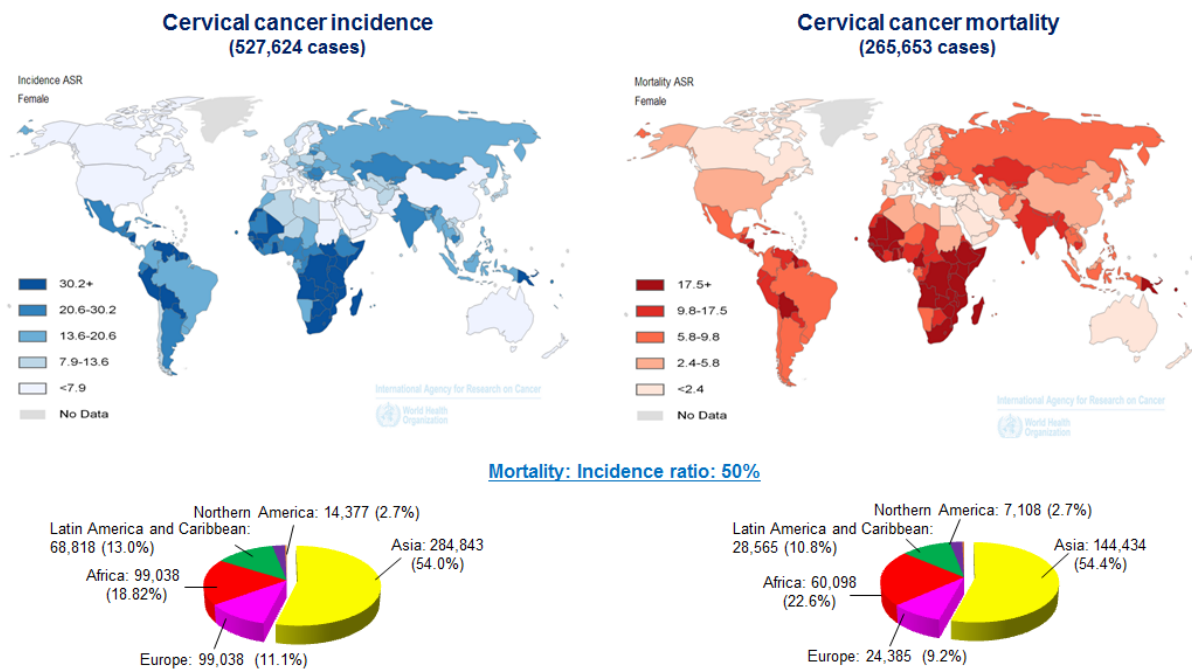 Cervical cancer incidence
(527,624 cases)
Incidence ASR
Female
30.2+
20.6-30.2
13.6-20.6
7.9-13.6
<7.9
No Data
International Agency for Research on Cancer
World Health
Organization
Cervical cancer mortality
(265,653 cases)
Mortality ASR
Female
17.5+
9.8-17.5
5.8-9.8
2.4-5.8
<2.4
No Data
International Agency for Research on Cancer
World Health
Organization
Mortality: Incidence ratio: 50%
Northern America: 14,377 (2.7%)
Latin America and Caribbean:
68,818 (13.0%)
Asia: 284,843
(54.0%)
Africa: 99,038
(18.82%)
Europe: 99,038 (11.1%)
Northern America: 7,108 (2.7%)
Latin America and Caribbean:
28,565 (10.8%)
Asia: 144,434
(54.4%)
Africa: 60,098
(22.6%)
Europe: 24,385 (9.2%)